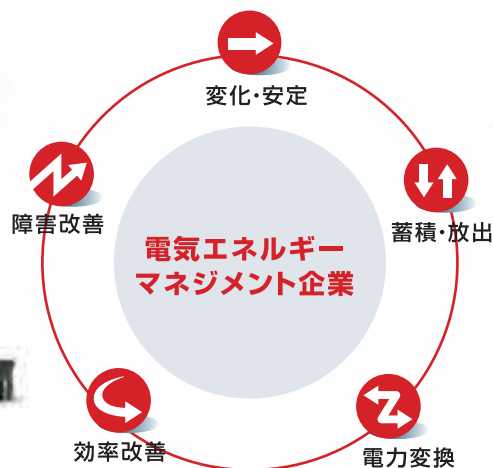 変化・安定
障害改善
蓄積・放出
電気エネルギー
マネジメント企業
効率改善
電力変換